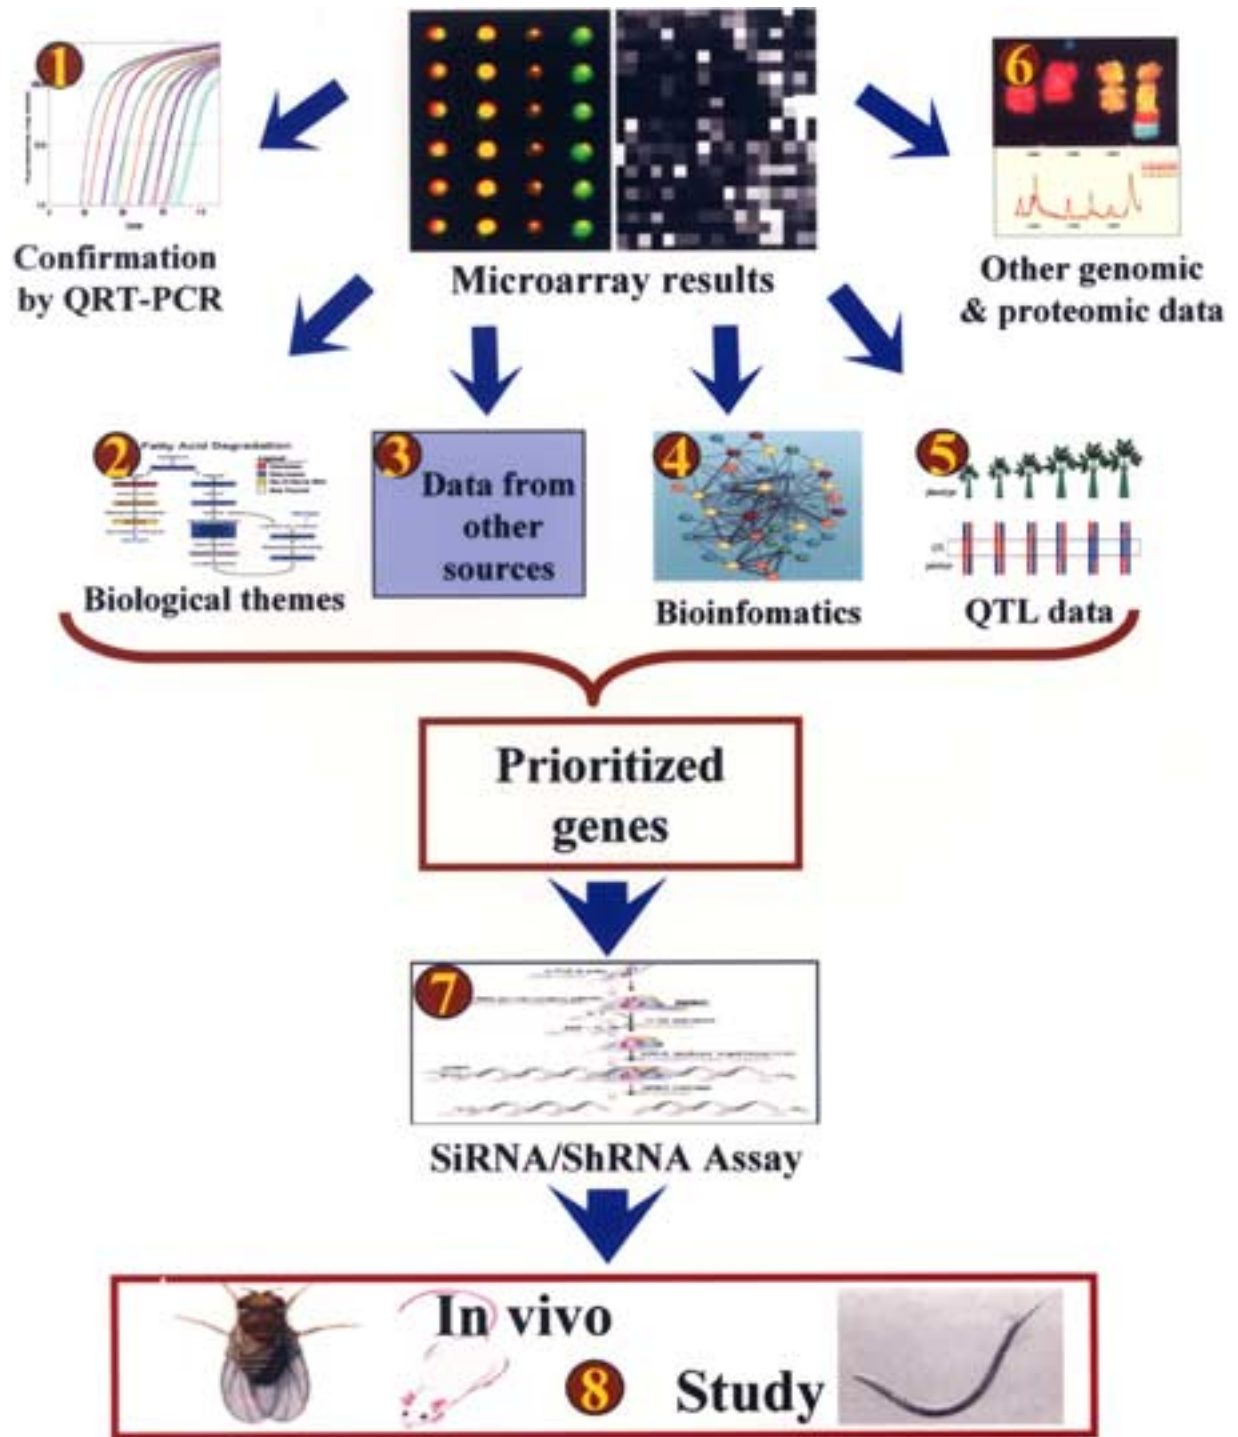 1
6
Confirmation
by QRT-PCR
Microarray results
Other genomic
& proteomic data
2
Fatty Acid Degradation
Biological themes
3
Data from
other
sources
4
Bioinfomatics
5
QTL data
Prioritized
genes
7
SiRNA/ShRNA Assay
In vivo
8
Study